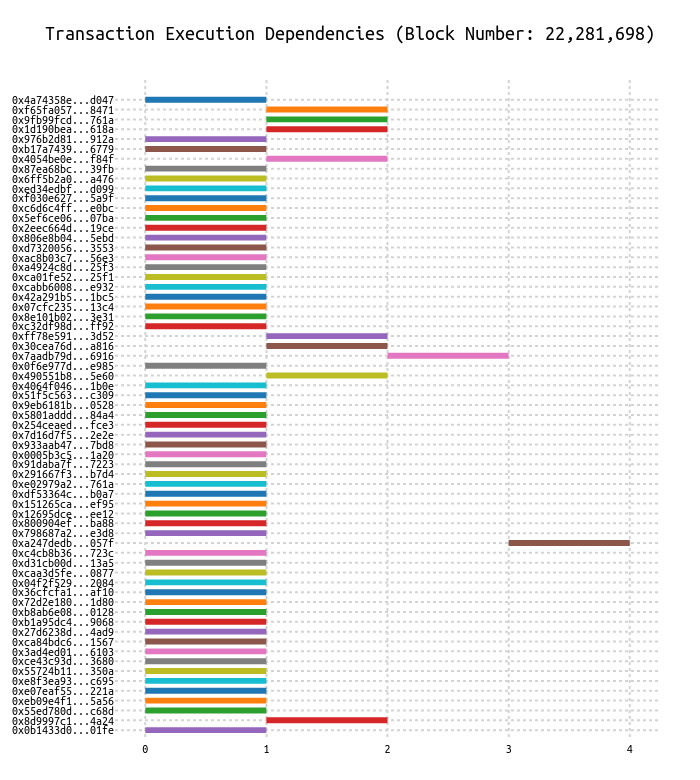 Transaction Execution Dependencies (Block Number: 22,281,698)
0x4a74358e...d047
0xf65fa057...8471
0x9fb99fcd...761a
0x1d190bea...618a
0x976b2d81...912a
0xb17a7439...6779
0x4054be0e...f84f
0x87ea68bc...39fb
0x6ff5b2a0...a476
0xed34edbf...d099
0xf030e627...5a9f
0xc6d6c4ff...e0bc
0x5ef6ce06...07ba
0x2eec664d...19ce
0x806e8b04...5ebd
0xd7320056...3553
0xac8b03c7...56e3
0xa4924c8d...25f3
0xca01fe52...25f1
0xcabb6008...e932
0x42a291b5...1bc5
0x07cfc235...13c4
0x8e101b02...3e31
0xc32df98d...ff92
0xff78e591...3d52
0x30cea76d...a816
0x7aadb79d...6916
0x0f6e977d...e985
0x490551b8...5e60
0x4064f046...1b0e
0x51f5c563...c309
0x9eb6181b...0528
0x5801addd...84a4
0x254ceaed...fce3
0x7d16d7f5...2e2e
0x933aab47...7bd8
0x0005b3c5...1a20
0x91daba7f...7223
0x291667f3...b7d4
0xe02979a2...761a
0xdf53364c...b0a7
0x151265ca...ef95
0x12695dce...ee12
0x800904ef...ba88
0x798687a2...e3d8
0xa247dedb...057f
0xc4cb8b36...723c
0xd31cb00d...13a5
0xcaa3d5fe...0877
0x04f2f529...2084
0x36cfcfa1...af10
0x72d2e180...1d80
0xb8ab6e08...0128
0xb1a95dc4...9068
0x27d6238d...4ad9
0xca84bdc6...1567
0x3ad4ed01...6103
0xce43c93d...3680
0x55724b11...350a
0xe8f3ea93...c695
0xe07eaf55...221a
0xeb09e4f1...5a56
0x55ed780d...c68d
0x8d9997c1...4a24
0x0b1433d0...01fe
0 1 2 3 4